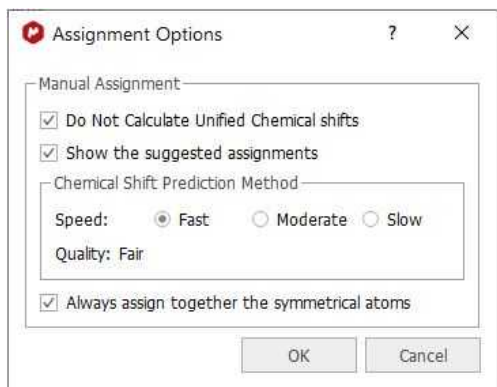 Assignment Options ? X
Manual Assignment
Do Not Calculate Unified Chemical shifts
Show the suggested assignments
Chemical Shift Prediction Method
Speed: Fast Moderate Slow
Quality: Fair
Always assign together the symmetrical atoms
OK Cancel